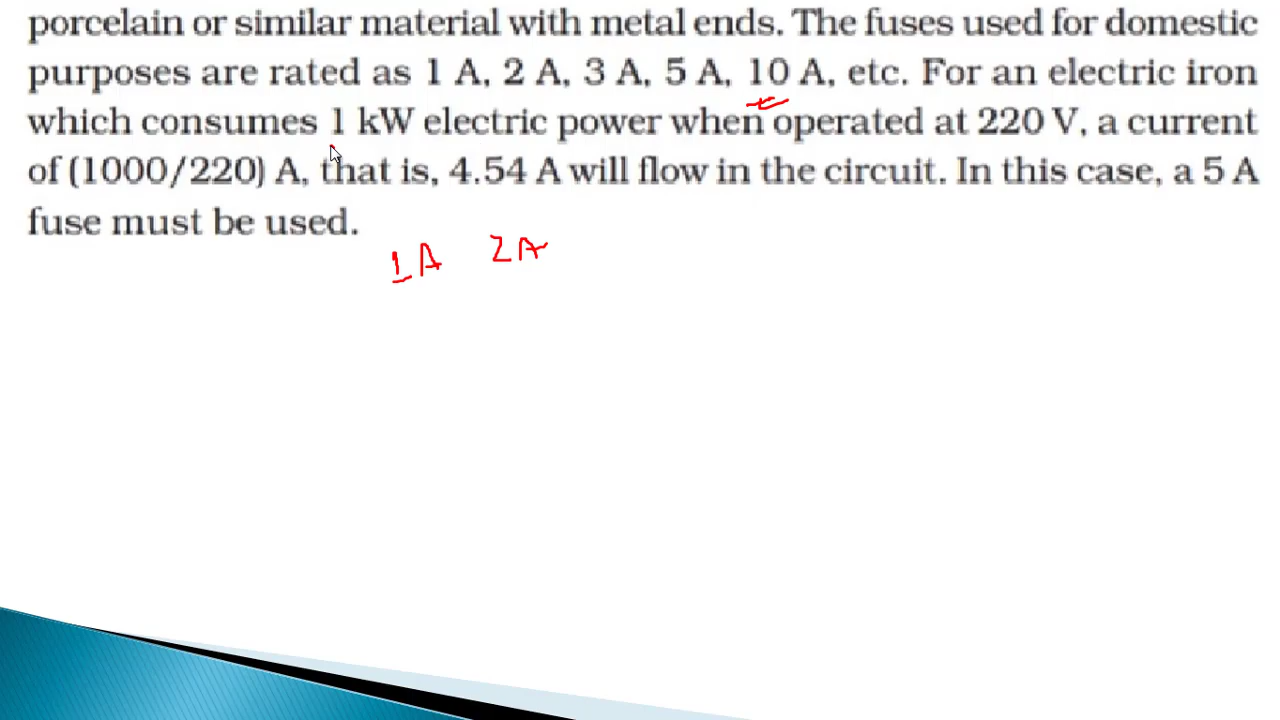 porcelain or similar material with metal ends. The fuses used for domestic
purposes are rated as 1 A, 2 A, 3 A, 5 A, 10 A, etc. For an electric iron
which consumes 1 kW electric power when operated at 220 V, a current
of (1000/220) A, that is, 4.54 A will flow in the circuit. In this case, a 5 A
fuse must be used.
1A 2A